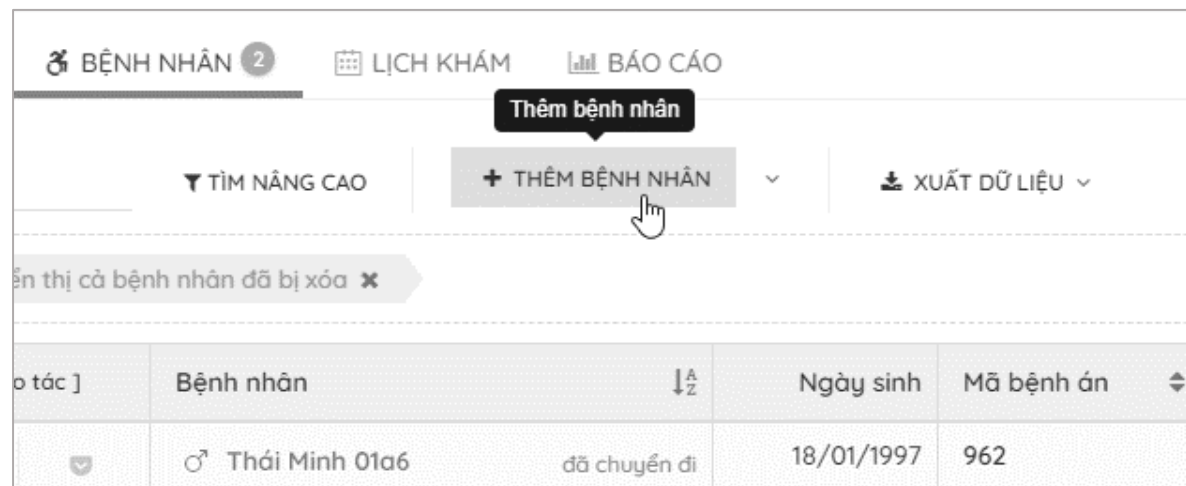 BỆNH NHÂN 2 LỊCH KHÁM BÁO CÁO
Thêm bệnh nhân
TÌM NÂNG CAO + THÊM BỆNH NHÂN XUẤT DỮ LIỆU
ển thị cả bệnh nhân đã bị xóa ✖
o tác ] Bệnh nhân Ngày sinh Mã bệnh án
Thái Minh 01a6 đã chuyển đi 18/01/1997 962